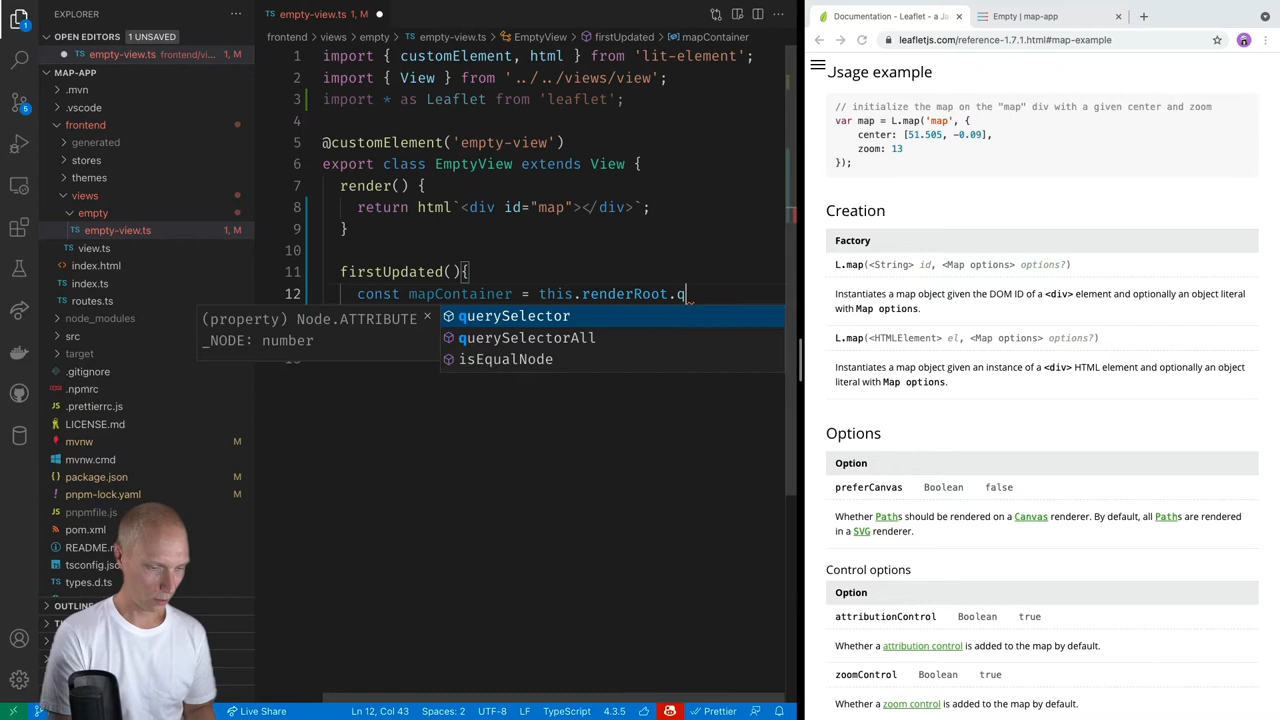 EXPLORER
OPEN EDITORS 1 UNSAVED
empty-view.ts frontend/vi... 1, M
MAP-APP
.mvn
.vscode
frontend
generated
stores
themes
views
empty
empty-view.ts 1, M
view.ts
index.html
index.ts
routes.ts
node_modules
src
target
.gitignore
.npmrc
.prettierrc.js
LICENSE.md
mvnw M
mvnw.cmd
package.json M
pnpm-lock.yaml M
pnpmfile.js
pom.xml
README.m
tsconfig.jso
types.d.ts
OUTLINE
5
empty-view.ts 1, M
frontend > views > empty > empty-view.ts > EmptyView > firstUpdated > mapContainer
1 import { customElement, html } from 'lit-element';
2 import { View } from '../../views/view';
3 import * as Leaflet from 'leaflet';
4
5 @customElement('empty-view')
6 export class EmptyView extends View {
7 render() {
8 return html`<div id="map"></div>`;
9 }
10
11 firstUpdated(){
12 const mapContainer = this.renderRoot.q
(property) Node.ATTRIBUTE
_NODE: number
querySelector
querySelectorAll
isEqualNode
Live Share
Ln 12, Col 43 Spaces: 2 UTF-8 LF TypeScript 4.3.5 Prettier
Documentation - Leaflet - a Ja
Empty | map-app
leafletjs.com/reference-1.7.1.html#map-example
Usage example
// initialize the map on the "map" div with a given center and zoom
var map = L.map('map', {
center: [51.505, -0.09],
zoom: 13
});
Creation
Factory
L.map(<String> id, <Map options> options?)
Instantiates a map object given the DOM ID of a <div> element and optionally an object literal
with Map options.
L.map(<HTMLElement> el, <Map options> options?)
Instantiates a map object given an instance of a <div> HTML element and optionally an object
literal with Map options.
Options
Option
preferCanvas Boolean false
Whether Paths should be rendered on a Canvas renderer. By default, all Paths are rendered
in a SVG renderer.
Control options
Option
attributionControl Boolean true
Whether a attribution control is added to the map by default.
zoomControl Boolean true
Whether a zoom control is added to the map by default.